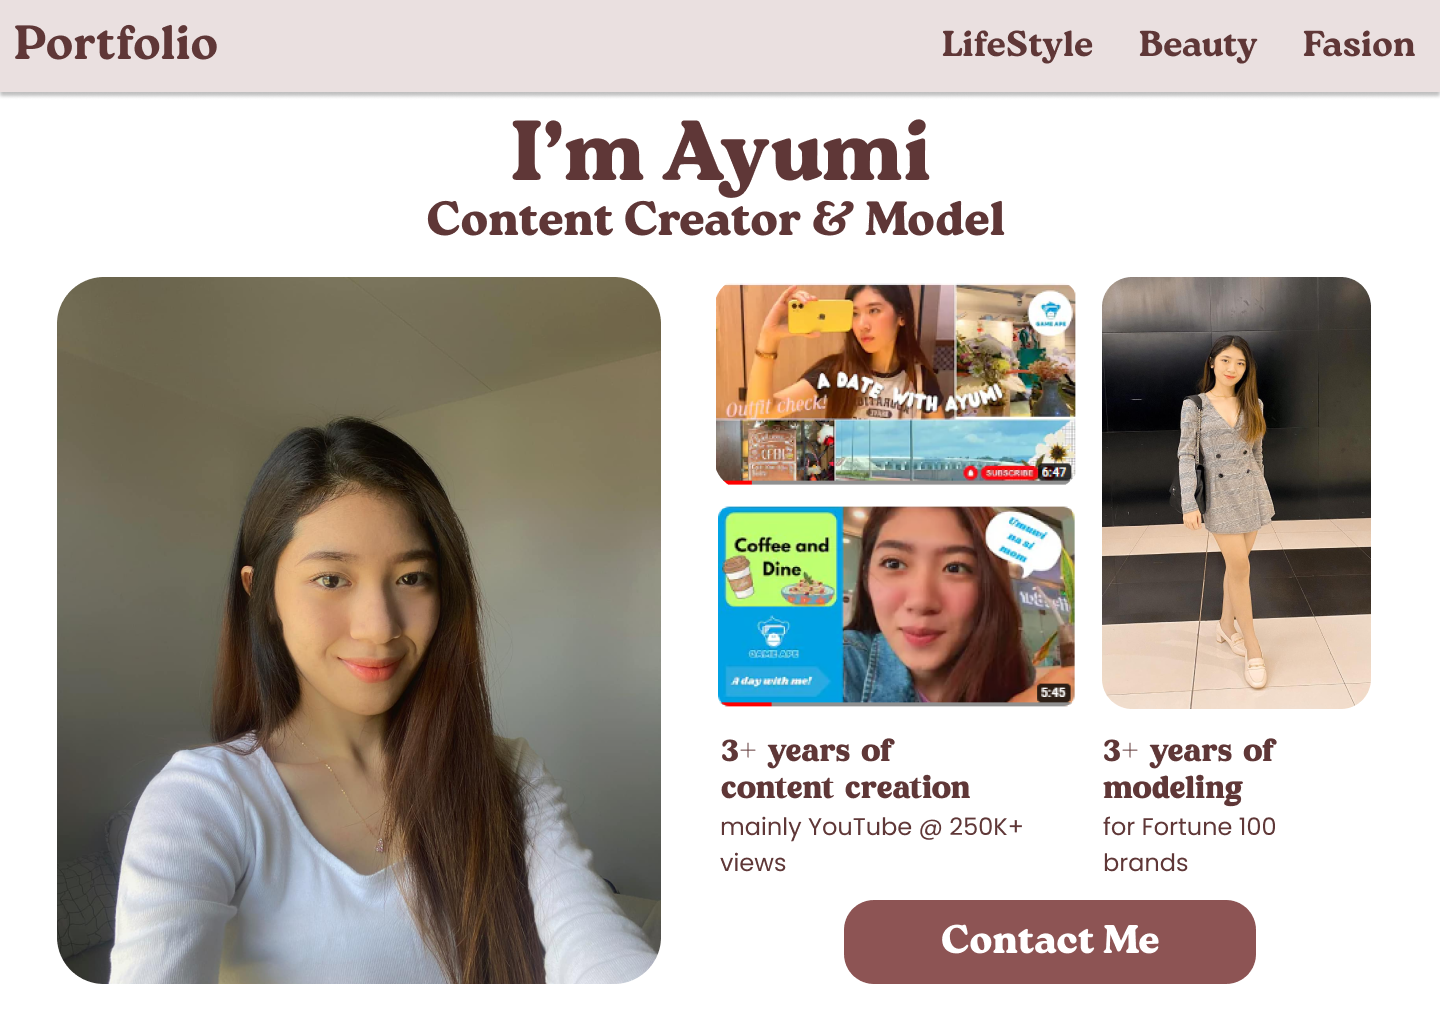 Portfolio
LifeStyle
Beauty
Fasion
I'm Ayumi
Content Creator & Model
GAME APE
A DATE WITH AYUMI
Outfit check!
SUBSCRIBE
6:47
Coffee and
Dine
Umuwi
na si
mom
GAME APE
A day with me!
5:45
3+ years of
content creation
mainly YouTube @ 250K+
views
3+ years of
modeling
for Fortune 100
brands
Contact Me